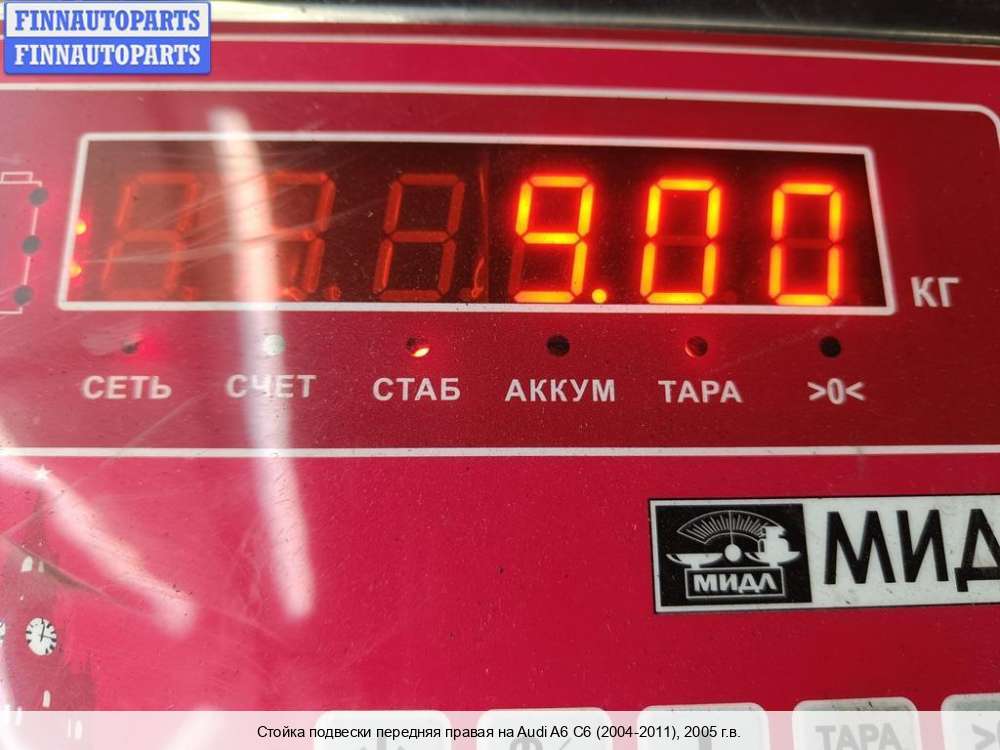 FINNAUTOPARTS
FINNAUTOPARTS
9.00
КГ
СЕТЬ СЧЕТ СТАБ АККУМ ТАРА >0<
МИДЛ
МИД
ТАРА
Стойка подвески передняя правая на Audi A6 C6 (2004-2011), 2005 г.в.